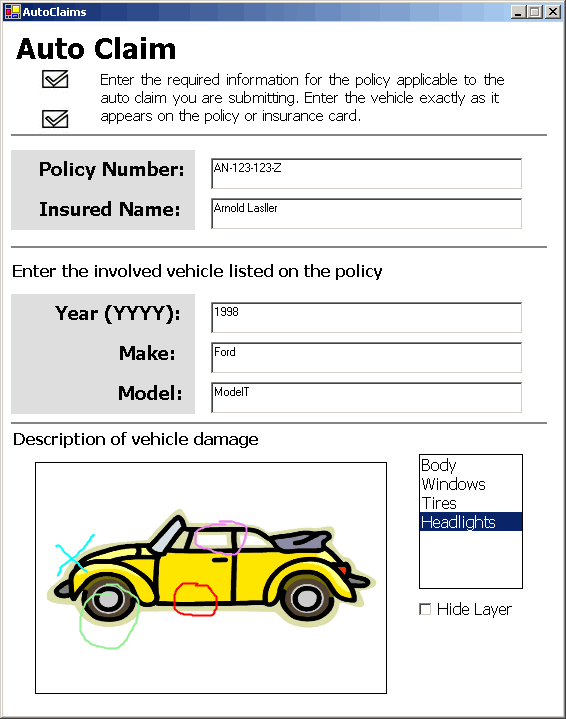 AutoClaims
Auto Claim
Enter the required information for the policy applicable to the
auto claim you are submitting. Enter the vehicle exactly as it
appears on the policy or insurance card.
Policy Number: AN-123-123-Z
Insured Name: Arnold Lasller
Enter the involved vehicle listed on the policy
Year (YYYY): 1998
Make: Ford
Model: ModelT
Description of vehicle damage
Body
Windows
Tires
Headlights
Hide Layer